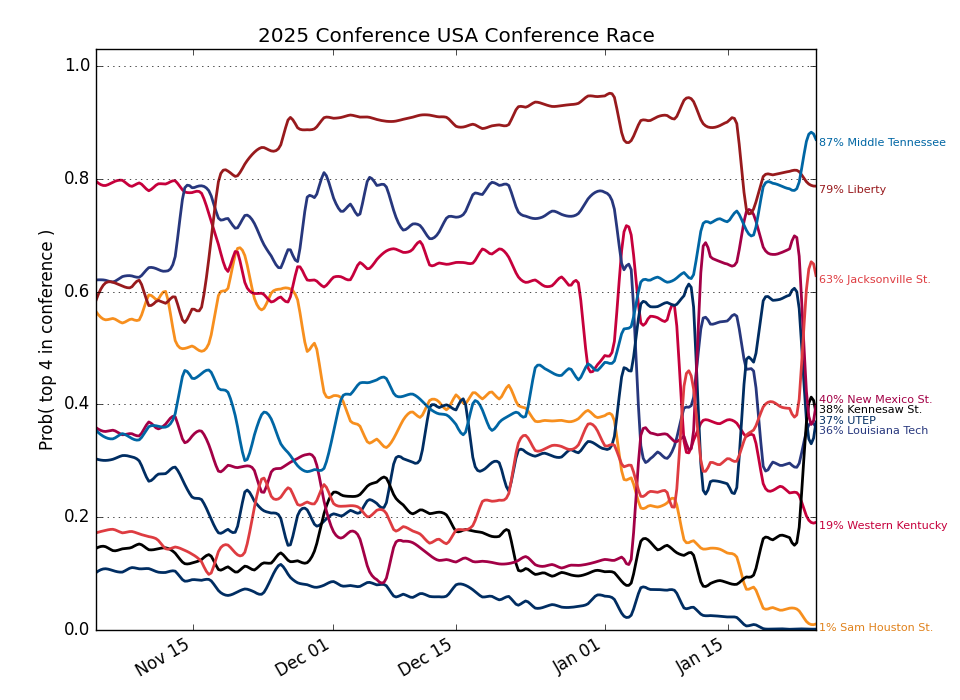 2025 Conference USA Conference Race
Prob( top 4 in conference )
1.0
0.8
0.6
0.4
0.2
0.0
Nov 15
Dec 01
Dec 15
Jan 01
Jan 15
87% Middle Tennessee
79% Liberty
63% Jacksonville St.
40% New Mexico St.
38% Kennesaw St.
37% UTEP
36% Louisiana Tech
19% Western Kentucky
1% Sam Houston St.